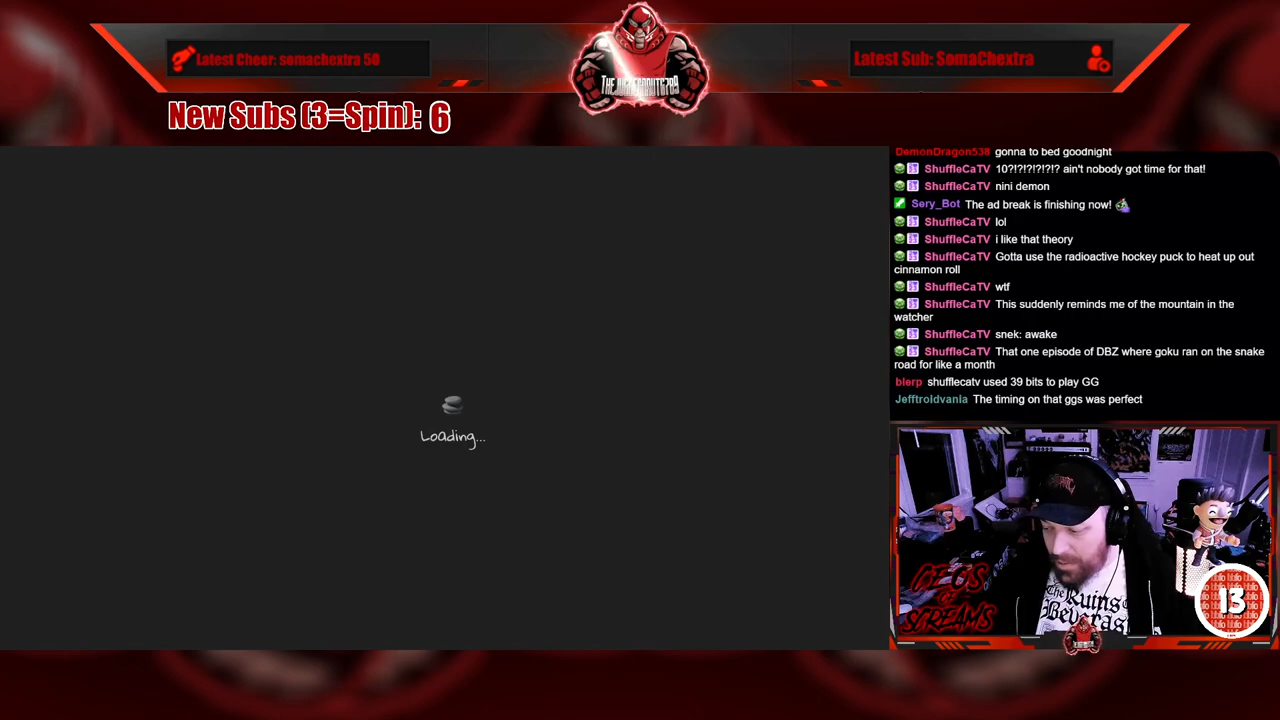 Latest Cheer: somachextra 50
Latest Sub: SomaChextra
THEJUGGERNAUT6789
New Subs (3=Spin): 6
DemonDragon538 gonna to bed goodnight
ShuffleCaTV 10?!?!?!?!?!? ain't nobody got time for that!
ShuffleCaTV nini demon
Sery_Bot The ad break is finishing now!
ShuffleCaTV lol
ShuffleCaTV i like that theory
ShuffleCaTV Gotta use the radioactive hockey puck to heat up out
cinnamon roll
ShuffleCaTV wtf
ShuffleCaTV This suddenly reminds me of the mountain in the
watcher
ShuffleCaTV snek: awake
ShuffleCaTV That one episode of DBZ where goku ran on the snake
road for like a month
blerp shufflecatv used 39 bits to play GG
Jefftroldvania The timing on that ggs was perfect
Loading...
SCREAMS
The Ruins
Beverast
13